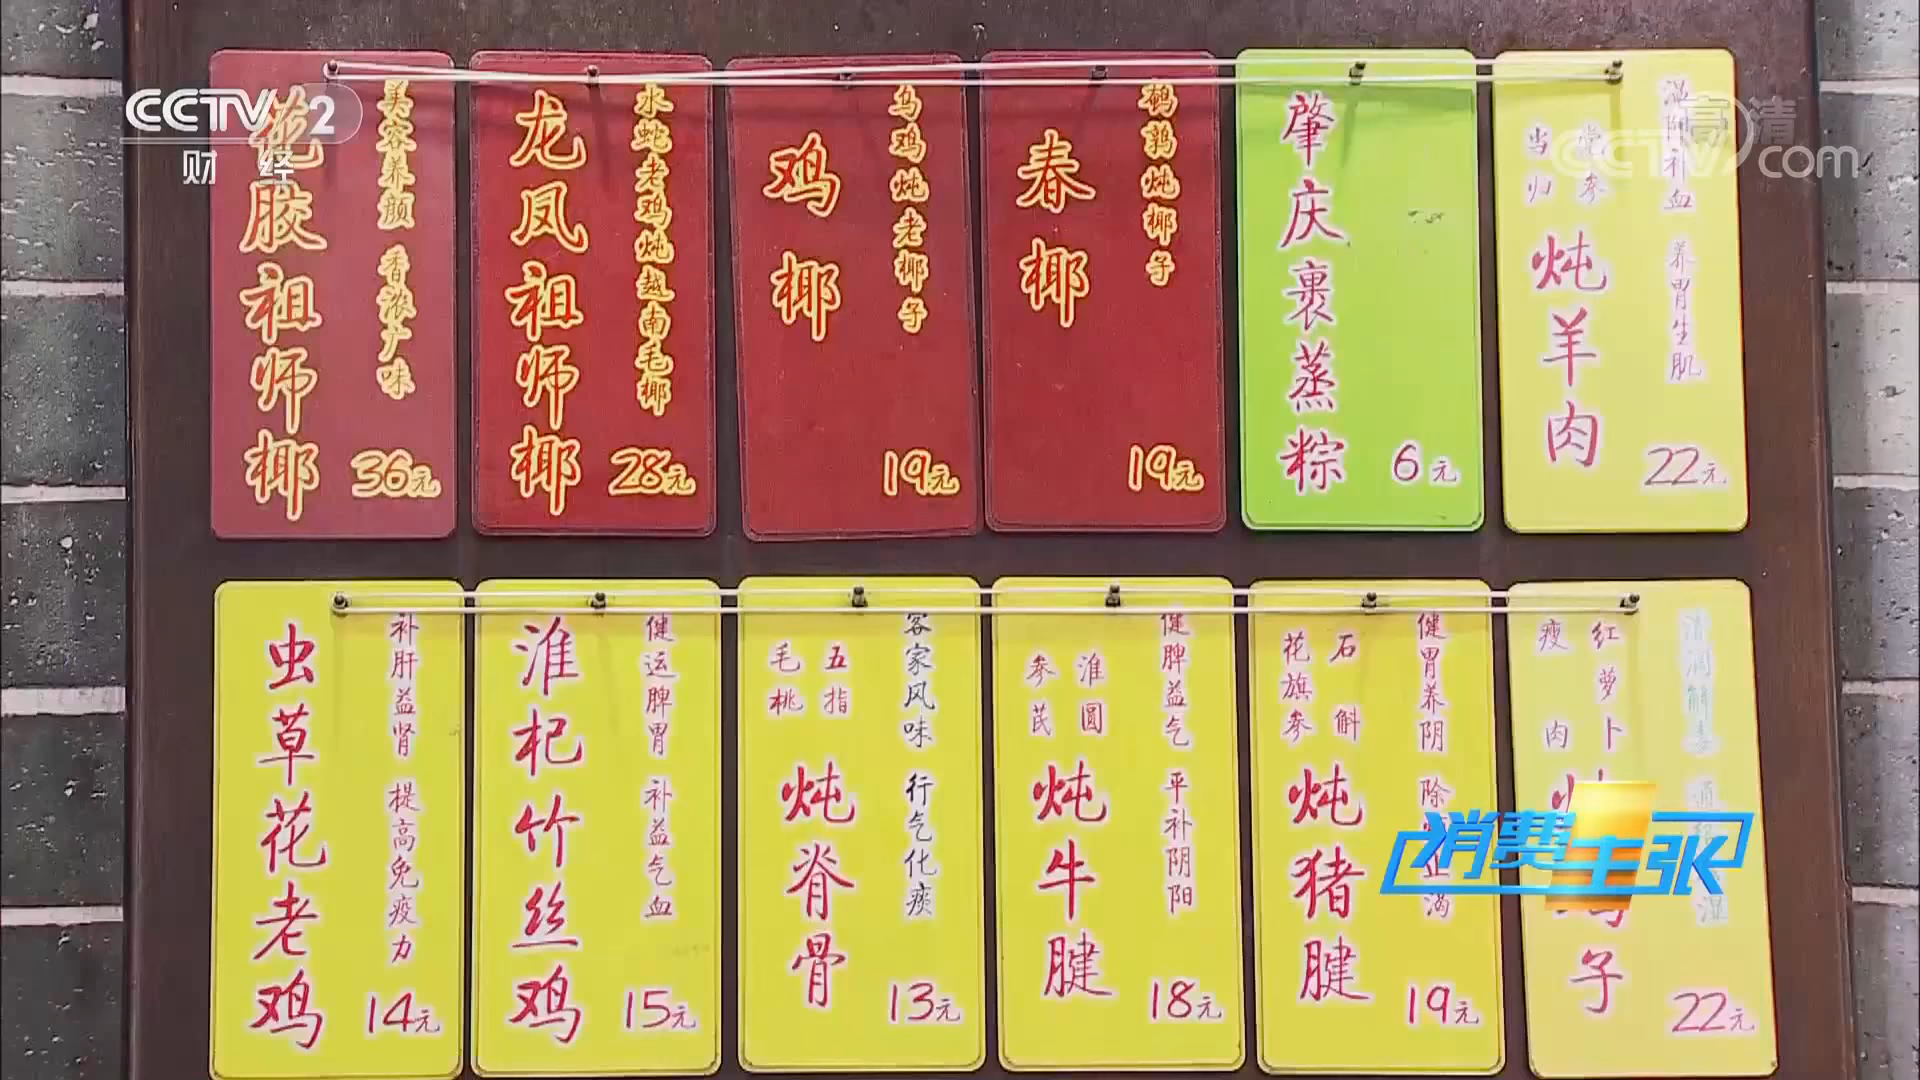 CCTV 2
财经
高清
CCTV.com
花胶祖师椰
美容养颜 香浓广味
36元
龙凤祖师椰
水蛇老鸡炖越南毛椰
28元
鸡椰
乌鸡炖老椰子
19元
春椰
鹌鹑炖椰子
19元
肇庆裹蒸粽
6元
当归
党参
炖羊肉
滋阴补血 养胃生肌
22元
虫草花老鸡
补肝益肾 提高免疫力
14元
淮杞竹丝鸡
健运脾胃 补益气血
15元
五指
毛桃
炖脊骨
客家风味 行气化痰
13元
淮圆
参芪
炖牛腱
健脾益气 平补阴阳
18元
石斛
花旗参
炖猪腱
健胃养阴 除
19元
红萝卜
瘦肉
子
22元
消费主张